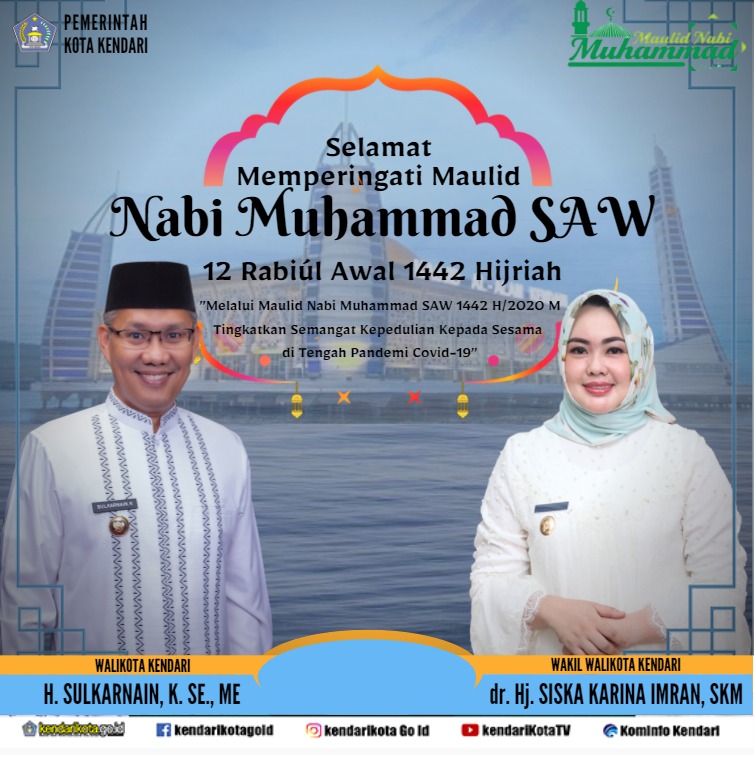 PEMERINTAH
KOTA KENDARI
Maulid Nabi
Muhammad
Selamat
Memperingati Maulid
Nabi Muhammad SAW
12 Rabiúl Awal 1442 Hijriah
"Melalui Maulid Nabi Muhammad SAW 1442 H/2020 M
Tingkatkan Semangat Kepedulian Kepada Sesama
di Tengah Pandemi Covid-19"
SULKARNAIN.K
WALIKOTA KENDARI
H. SULKARNAIN, K. SE., ME
WAKIL WALIKOTA KENDARI
dr. Hj. SISKA KARINA IMRAN, SKM
kendarikota.go.id
kendarikotagoid
kendarikota Go Id
kendariKotaTV
Kominfo Kendari